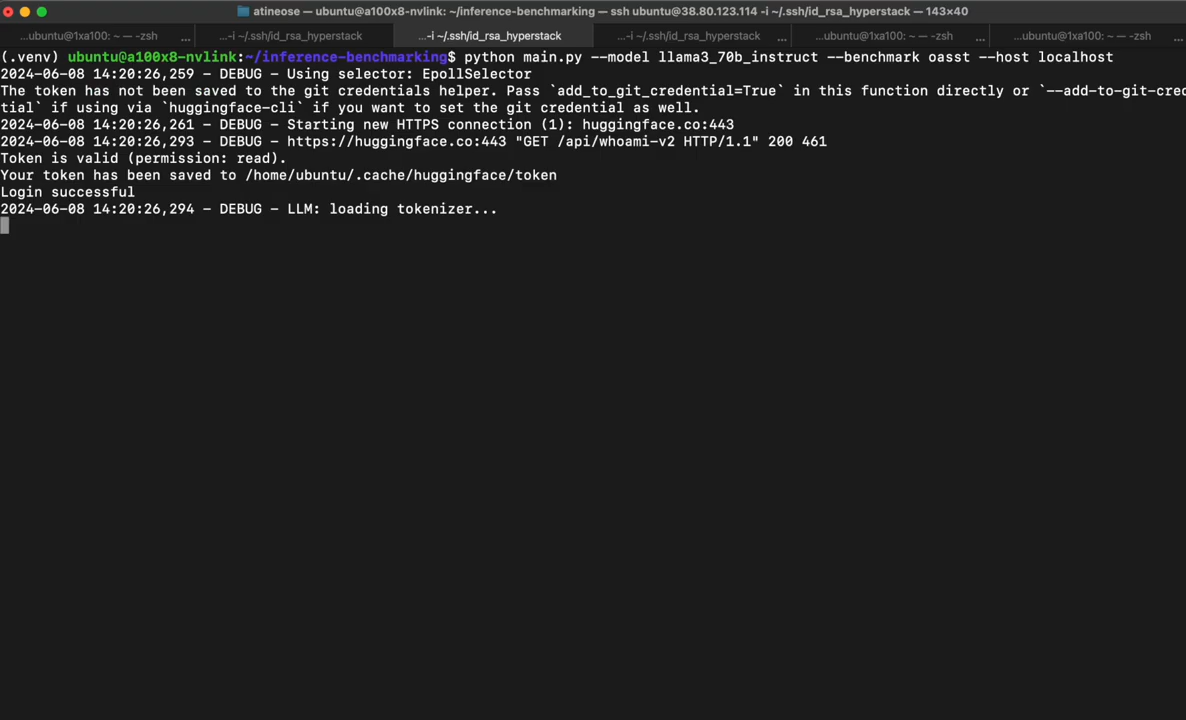 atineose — ubuntu@a100x8-nvlink: ~/inference-benchmarking — ssh ubuntu@38.80.123.114 -i ~/.ssh/id_rsa_hyperstack — 143×40
...ubuntu@1xa100: ~ — -zsh ... ...-i ~/.ssh/id_rsa_hyperstack ...-i ~/.ssh/id_rsa_hyperstack ...-i ~/.ssh/id_rsa_hyperstack ... ...ubuntu@1xa100: ~ — -zsh ... ...ubuntu@1xa100: ~ — -zsh ...
(.venv) ubuntu@a100x8-nvlink:~/inference-benchmarking$ python main.py --model llama3_70b_instruct --benchmark oasst --host localhost
2024-06-08 14:20:26,259 - DEBUG - Using selector: EpollSelector
The token has not been saved to the git credentials helper. Pass `add_to_git_credential=True` in this function directly or `--add-to-git-cred
tial` if using via `huggingface-cli` if you want to set the git credential as well.
2024-06-08 14:20:26,261 - DEBUG - Starting new HTTPS connection (1): huggingface.co:443
2024-06-08 14:20:26,293 - DEBUG - https://huggingface.co:443 "GET /api/whoami-v2 HTTP/1.1" 200 461
Token is valid (permission: read).
Your token has been saved to /home/ubuntu/.cache/huggingface/token
Login successful
2024-06-08 14:20:26,294 - DEBUG - LLM: loading tokenizer...